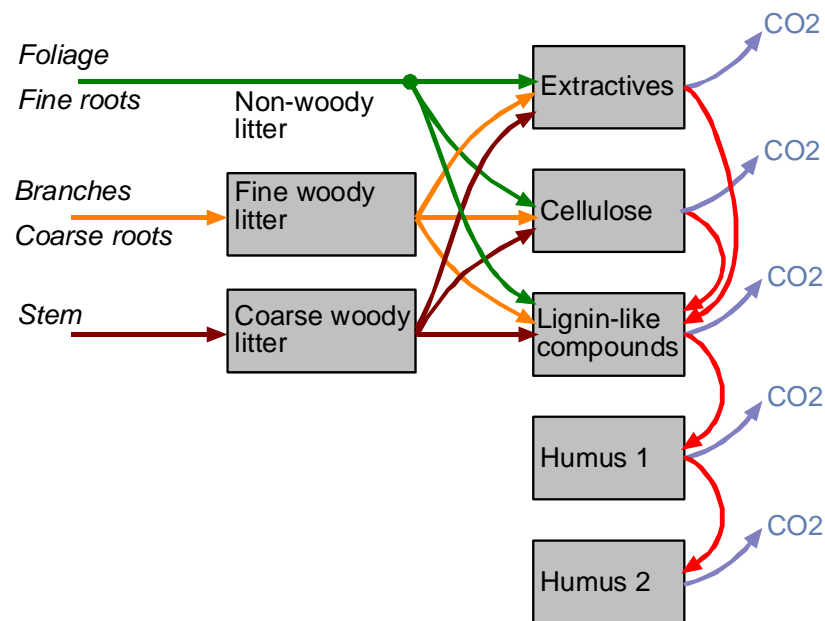 Foliage
Fine roots
Non-woody
litter
Branches
Coarse roots
Fine woody
litter
Stem
Coarse woody
litter
Extractives
CO2
Cellulose
CO2
Lignin-like
compounds
CO2
Humus 1
CO2
Humus 2
CO2